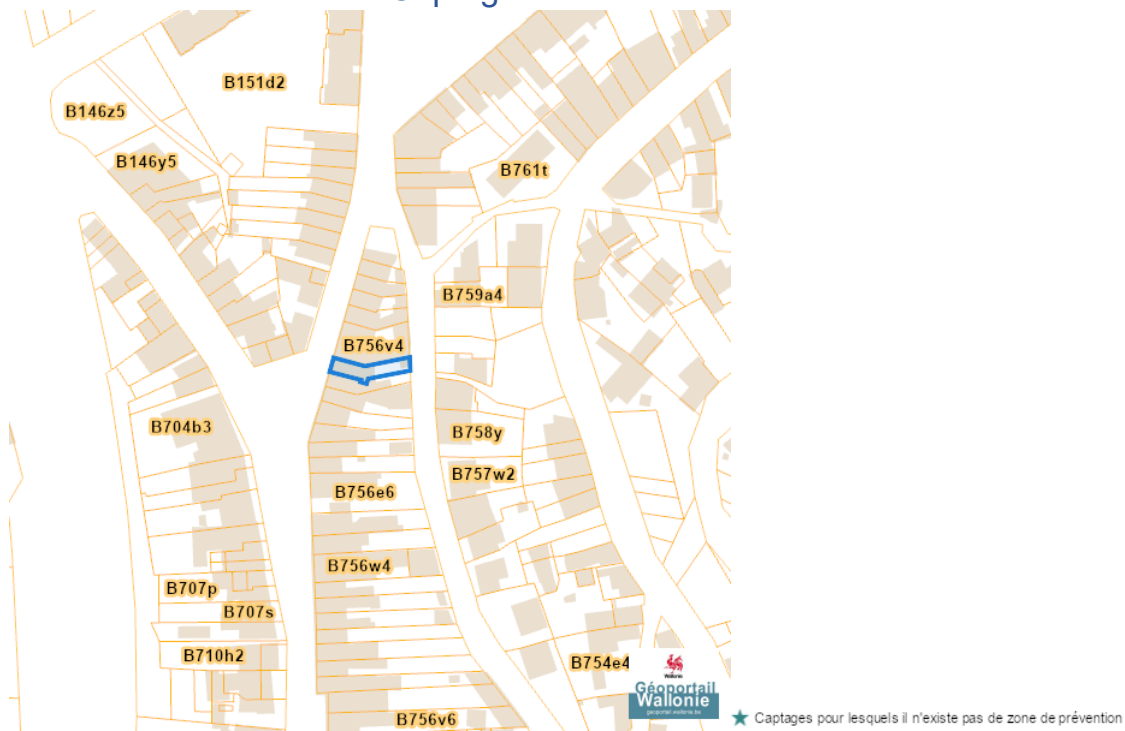 B151d2
B146z5
B146y5
B761t
B759a4
B756v4
B704b3
B758y
B757w2
B756e6
B756w4
B707p
B707s
B710h2
B754e4
B756v6
Wallonie
Géoportail
Wallonie
geoportail.wallonie.be
Captages pour lesquels il n'existe pas de zone de prévention